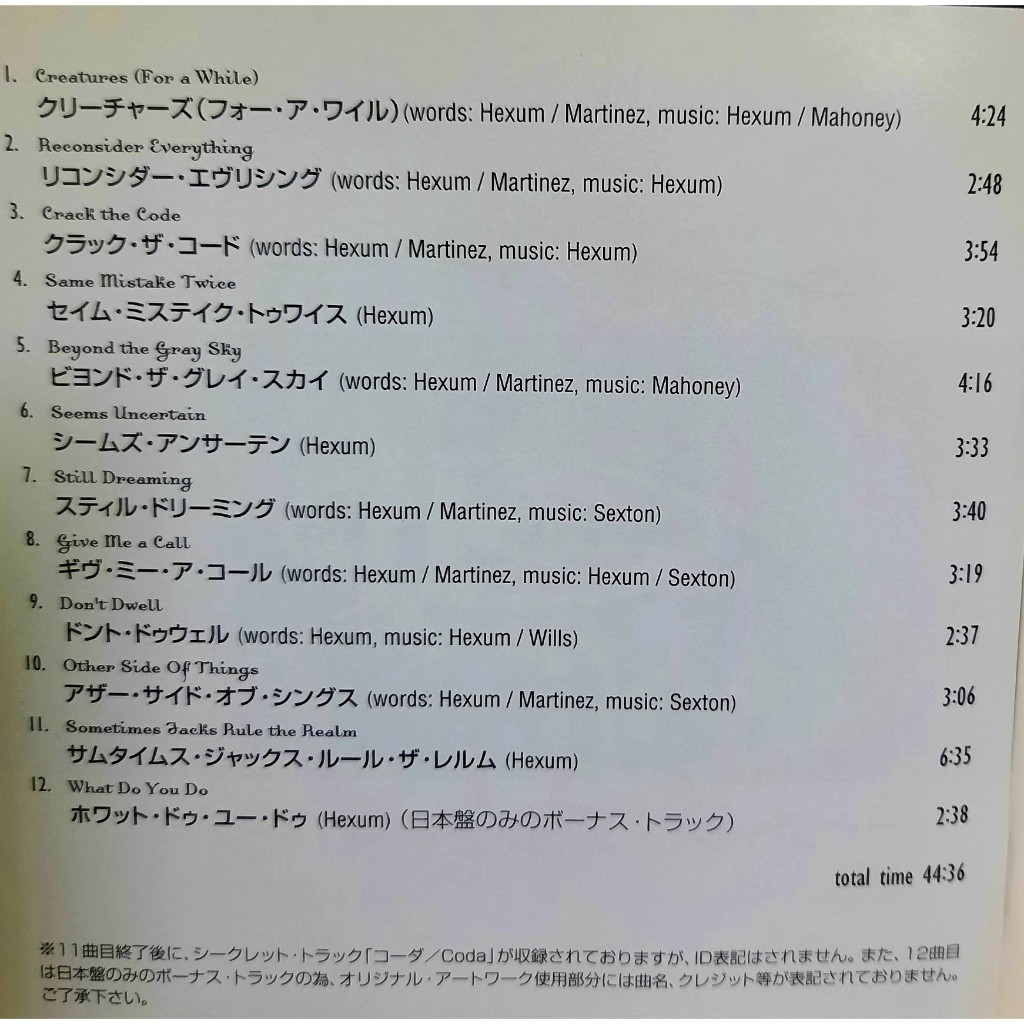 1. Creatures (For a While)
クリーチャーズ(フォー・ア・ワイル)(words: Hexum / Martinez, music: Hexum / Mahoney) 4:24
2. Reconsider Everything
リコンシダー・エヴリシング (words: Hexum / Martinez, music: Hexum) 2:48
3. Crack the Code
クラック・ザ・コード (words: Hexum / Martinez, music: Hexum) 3:54
4. Same Mistake Twice
セイム・ミステイク・トゥワイス (Hexum) 3:20
5. Beyond the Gray Sky
ビヨンド・ザ・グレイ・スカイ (words: Hexum / Martinez, music: Mahoney) 4:16
6. Seems Uncertain
シームズ・アンサーテン (Hexum) 3:33
7. Still Dreaming
スティル・ドリーミング (words: Hexum / Martinez, music: Sexton) 3:40
8. Give Me a Call
ギヴ・ミー・ア・コール (words: Hexum / Martinez, music: Hexum / Sexton) 3:19
9. Don't Dwell
ドント・ドゥウェル (words: Hexum, music: Hexum / Wills) 2:37
10. Other Side Of Things
アザー・サイド・オブ・シングス (words: Hexum / Martinez, music: Sexton) 3:06
11. Sometimes Jacks Rule the Realm
サムタイムス・ジャックス・ルール・ザ・レルム (Hexum) 6:35
12. What Do You Do
ホワット・ドゥ・ユー・ドゥ (Hexum) (日本盤のみのボーナス・トラック) 2:38
total time 44:36
※11曲目終了後に、シークレット・トラック「コーダ/Coda」が収録されておりますが、ID表記はされません。また、12曲目
は日本盤のみのボーナス・トラックの為、オリジナル・アートワーク使用部分には曲名、クレジット等が表記されておりません。
ご了承下さい。